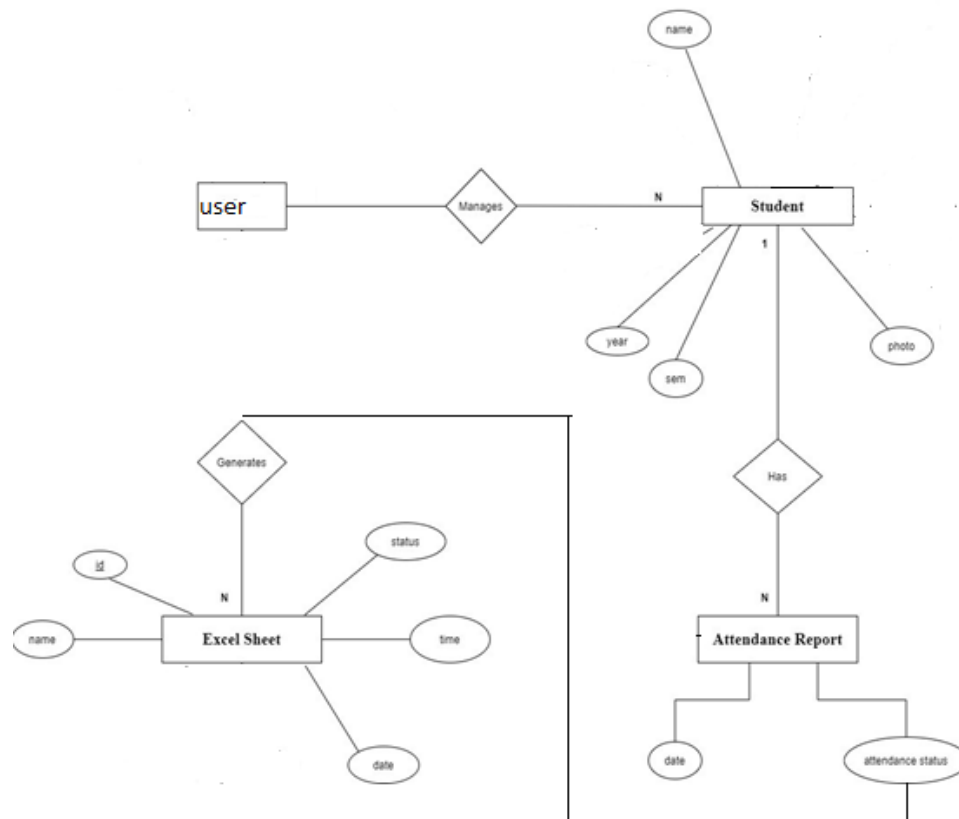 name
user
Manages
N
Student
1
year
sem
photo
Generates
Has
status
id
N
N
name
Excel Sheet
time
Attendance Report
date
date
attendance status